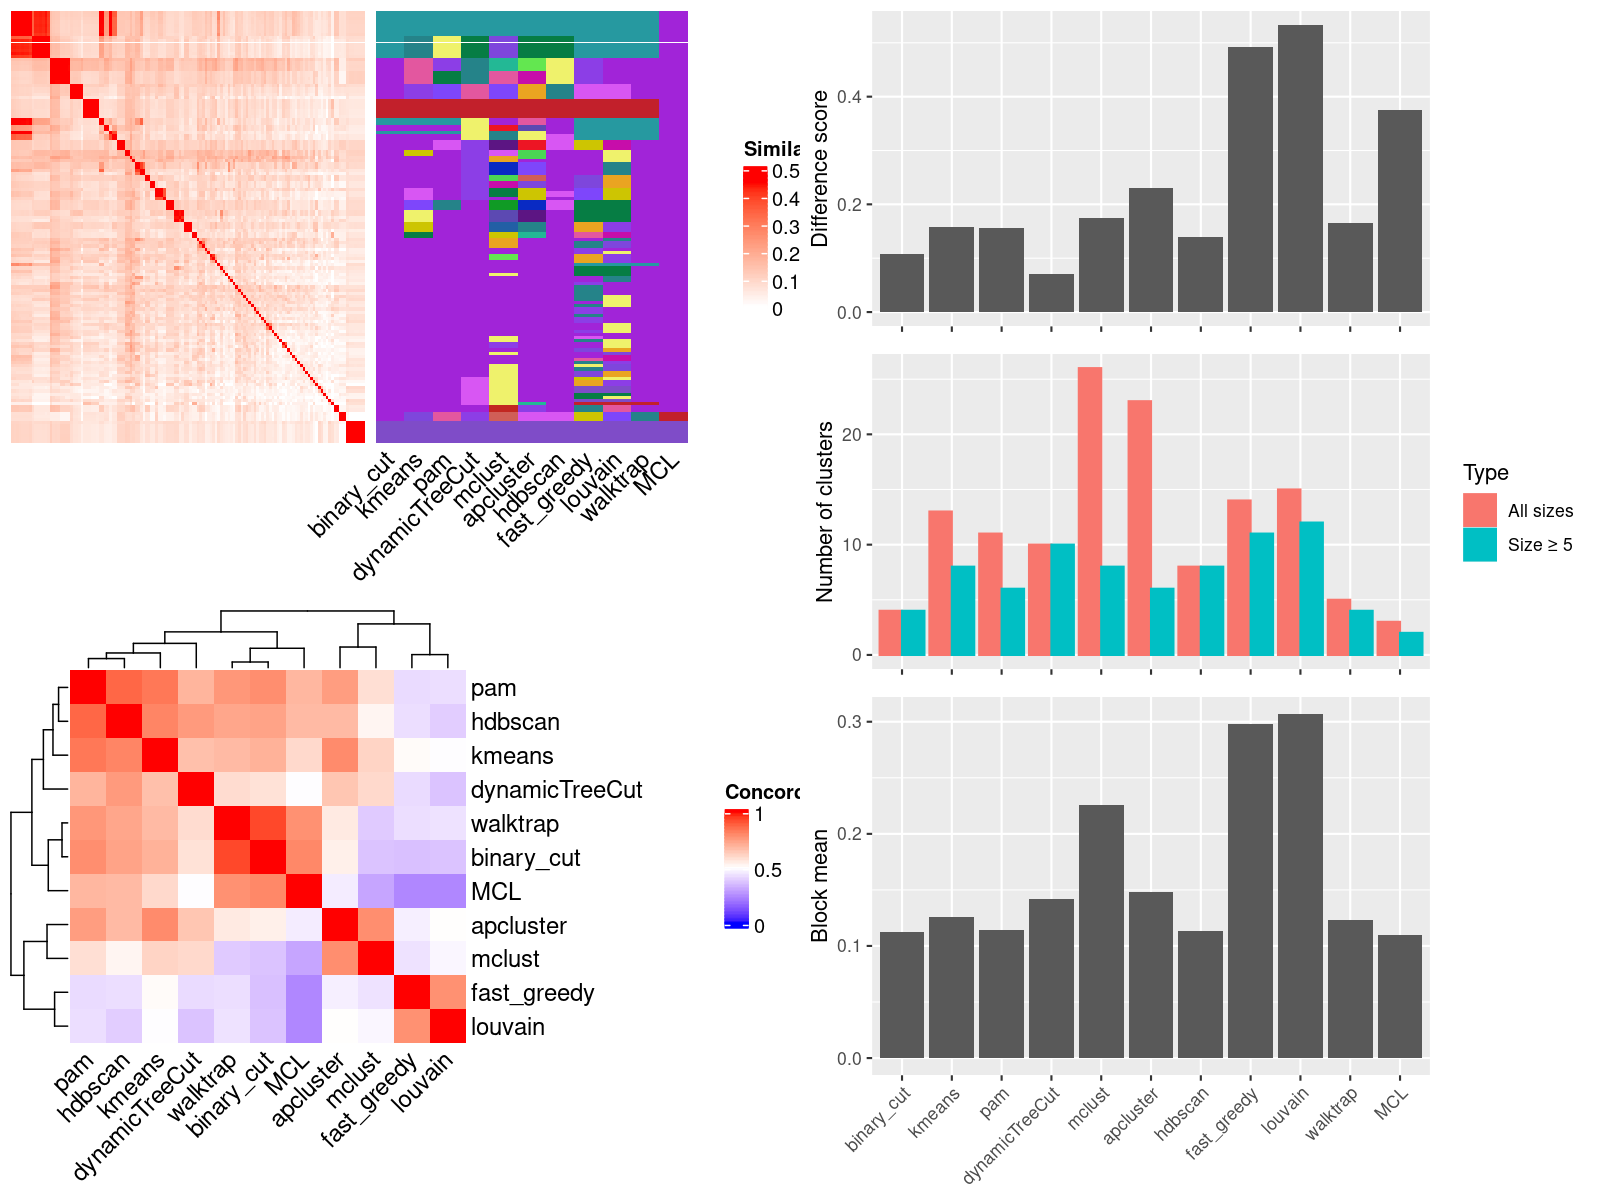 Simila
0.5
0.4
0.3
0.2
0.1
0
binary_cut
kmeans
pam
dynamicTreeCut
mclust
apcluster
hdbscan
fast_greedy
louvain
walktrap
MCL
Difference score
0.4
0.2
0.0
Number of clusters
20
10
0
Type
All sizes
Size ≥ 5
pam
hdbscan
kmeans
dynamicTreeCut
walktrap
binary_cut
MCL
apcluster
mclust
fast_greedy
louvain
pam
hdbscan
kmeans
dynamicTreeCut
walktrap
binary_cut
MCL
apcluster
mclust
fast_greedy
louvain
Concord
1
0.5
0
Block mean
0.3
0.2
0.1
0.0
binary_cut
kmeans
pam
dynamicTreeCut
mclust
apcluster
hdbscan
fast_greedy
louvain
walktrap
MCL